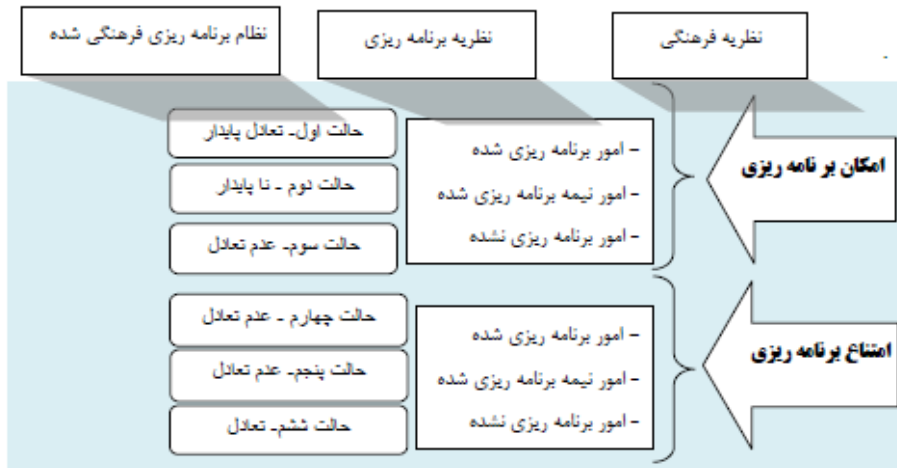 نظریه فرهنگی
نظریه برنامه ریزی
نظام برنامه ریزی فرهنگی شده
امکان بر نامه ریزی
- امور برنامه ریزی شده
- امور نیمه برنامه ریزی شده
- امور برنامه ریزی نشده
حالت اول- تعادل پایدار
حالت دوم - نا پایدار
حالت سوم- عدم تعادل
امتناع برنامه ریزی
- امور برنامه ریزی شده
- امور نیمه برنامه ریزی شده
- امور برنامه ریزی نشده
حالت چهارم - عدم تعادل
حالت پنجم- عدم تعادل
حالت ششم- تعادل